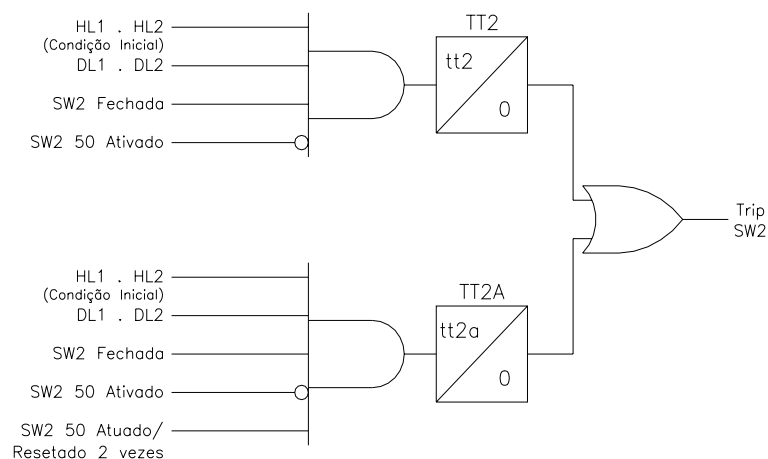 HL1 . HL2
(Condição Inicial)
DL1 . DL2
SW2 Fechada
SW2 50 Ativado
TT2
tt2
0
HL1 . HL2
(Condição Inicial)
DL1 . DL2
SW2 Fechada
SW2 50 Ativado
SW2 50 Atuado/
Resetado 2 vezes
TT2A
tt2a
0
Trip
SW2